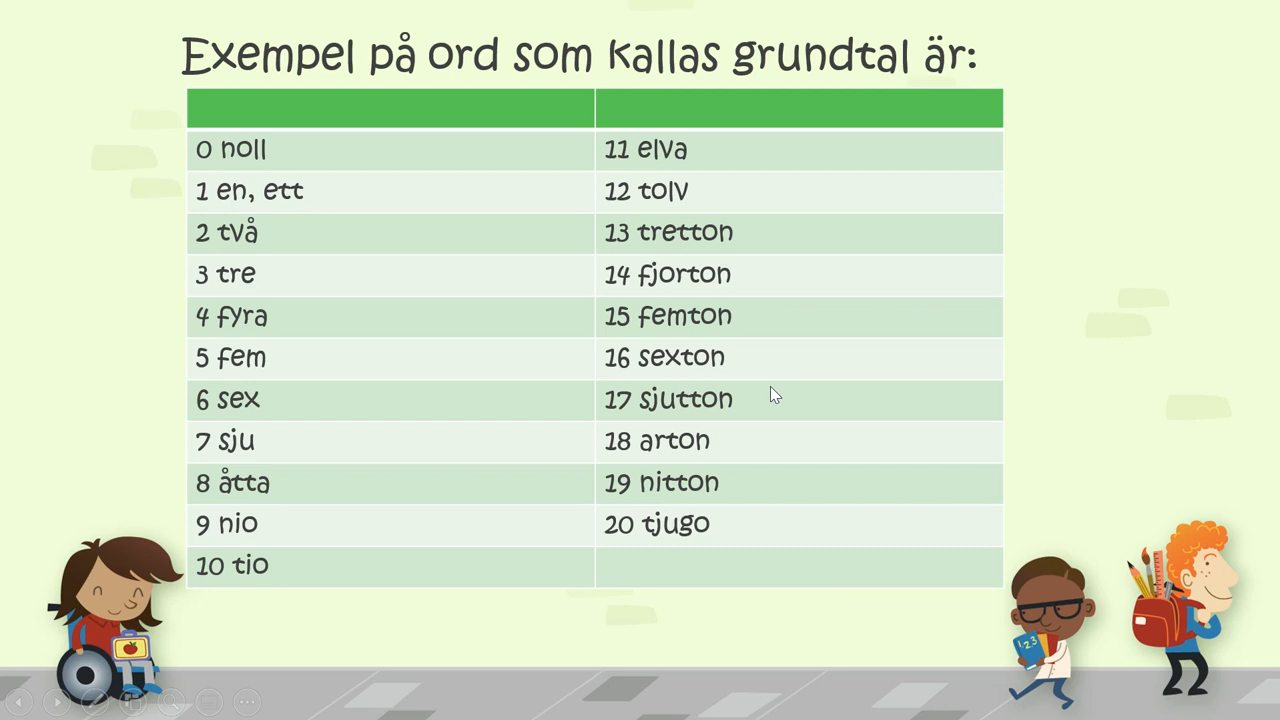 Exempel på ord som kallas grundtal är:
0 noll
11 elva
1 en, ett
12 tolv
2 två
13 tretton
3 tre
14 fjorton
4 fyra
15 femton
5 fem
16 sexton
6 sex
17 sjutton
7 sju
18 arton
8 åtta
19 nitton
9 nio
20 tjugo
10 tio
123